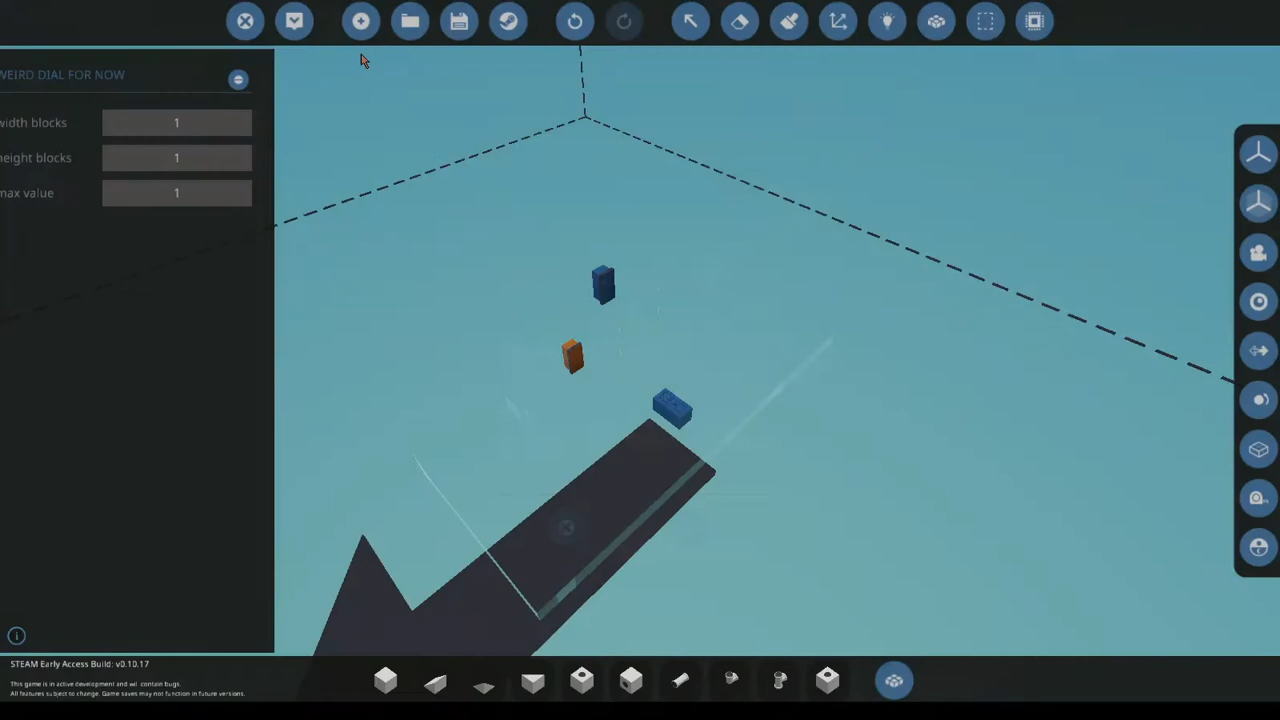 WEIRD DIAL FOR NOW
width blocks 1
height blocks 1
max value 1
STEAM Early Access Build: v0.10.17
This game is in active development and will contain bugs.
All features subject to change. Game saves may not function in future versions.